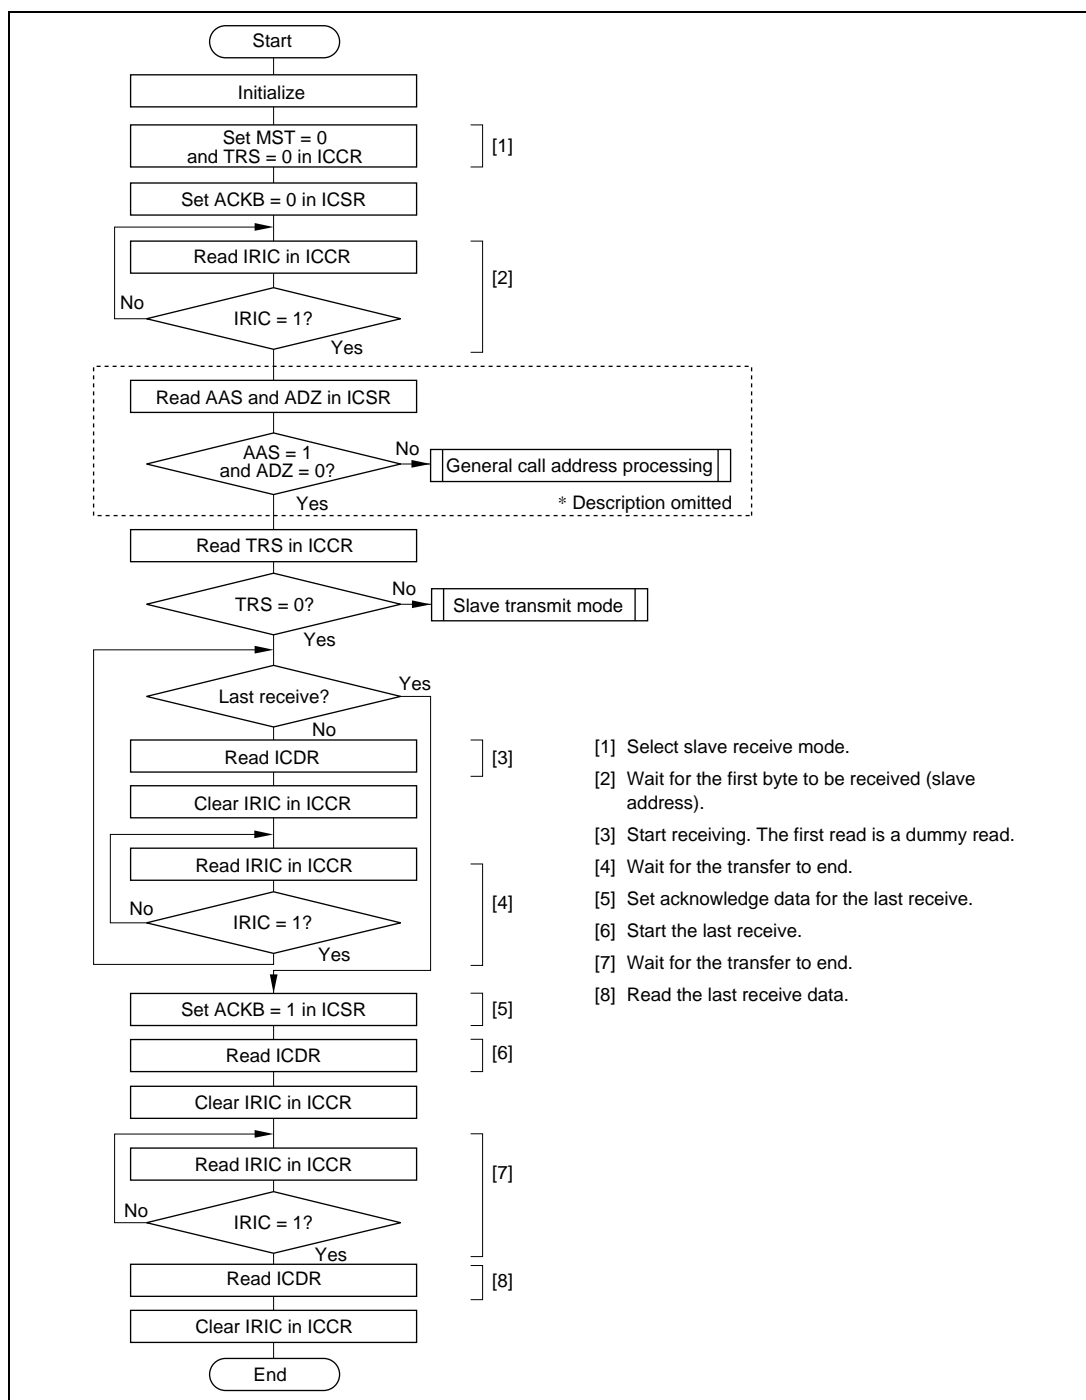 Start
Initialize
Set MST = 0
and TRS = 0 in ICCR
[1]
Set ACKB = 0 in ICSR
Read IRIC in ICCR
[2]
No
IRIC = 1?
Yes
Read AAS and ADZ in ICSR
AAS = 1
and ADZ = 0?
No
General call address processing
Yes
* Description omitted
Read TRS in ICCR
TRS = 0?
No
Slave transmit mode
Yes
Last receive?
Yes
No
Read ICDR
[3]
Clear IRIC in ICCR
Read IRIC in ICCR
[4]
No
IRIC = 1?
Yes
Set ACKB = 1 in ICSR
[5]
Read ICDR
[6]
Clear IRIC in ICCR
Read IRIC in ICCR
[7]
No
IRIC = 1?
Yes
Read ICDR
[8]
Clear IRIC in ICCR
End
[1] Select slave receive mode.
[2] Wait for the first byte to be received (slave
address).
[3] Start receiving. The first read is a dummy read.
[4] Wait for the transfer to end.
[5] Set acknowledge data for the last receive.
[6] Start the last receive.
[7] Wait for the transfer to end.
[8] Read the last receive data.